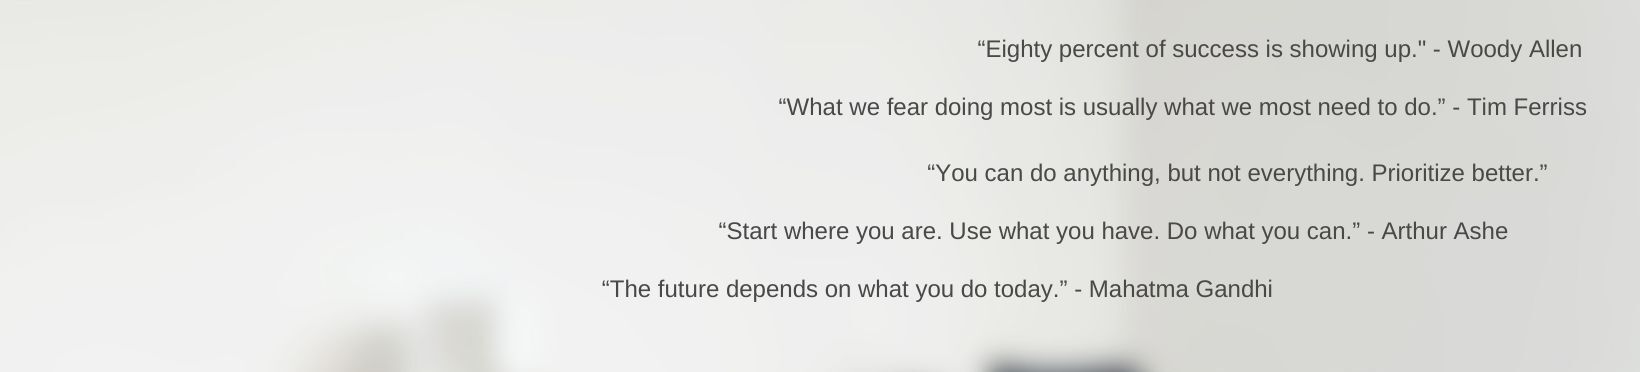 “Eighty percent of success is showing up." - Woody Allen
“What we fear doing most is usually what we most need to do.” - Tim Ferriss
“You can do anything, but not everything. Prioritize better.”
“Start where you are. Use what you have. Do what you can.” - Arthur Ashe
“The future depends on what you do today.” - Mahatma Gandhi